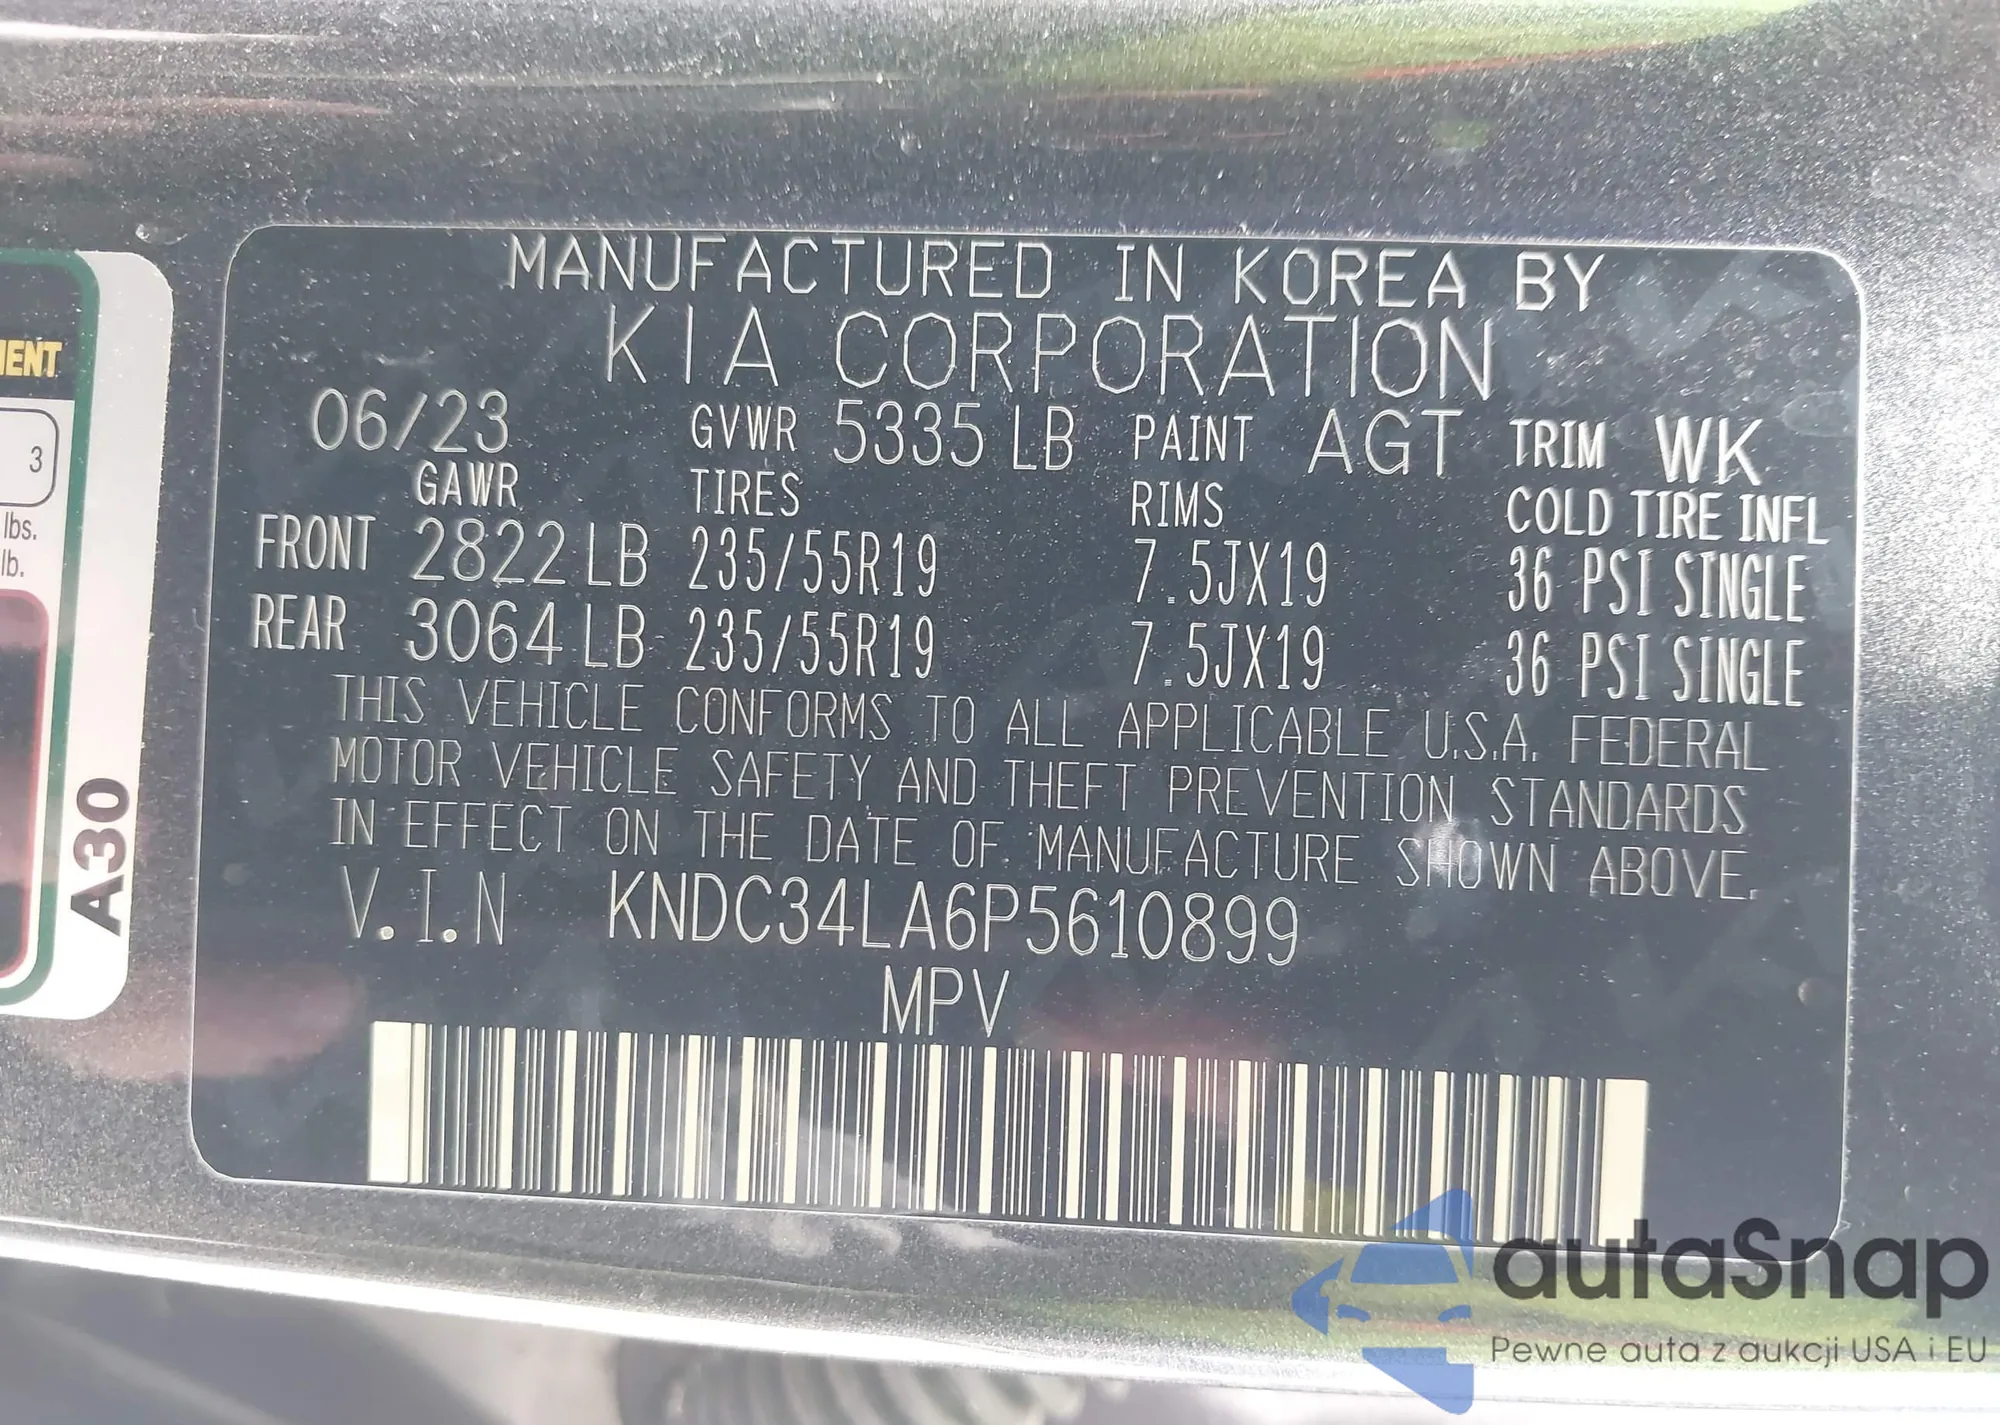 MANUFACTURED IN KOREA BY
KIA CORPORATION
06/23 GVWR 5335 LB PAINT AGT TRIM WK
GAWR TIRES RIMS COLD TIRE INFL
FRONT 2822 LB 235/55R19 7.5JX19 36 PSI SINGLE
REAR 3064 LB 235/55R19 7.5JX19 36 PSI SINGLE
THIS VEHICLE CONFORMS TO ALL APPLICABLE U.S.A. FEDERAL
MOTOR VEHICLE SAFETY AND THEFT PREVENTION STANDARDS
IN EFFECT ON THE DATE OF MANUFACTURE SHOWN ABOVE.
V.I.N KNDC34LA6P5610899
MPV
3
lbs.
lb.
A30
autaSnap
Pewne auta z aukcji USA i EU